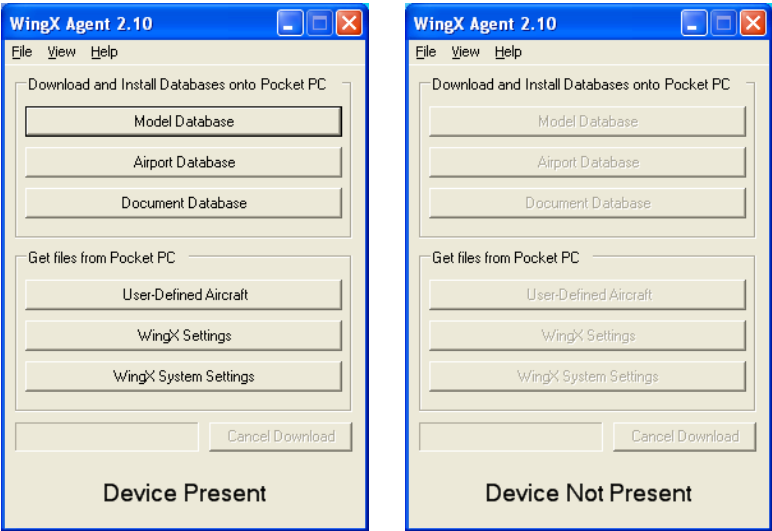 WingX Agent 2.10
File View Help
Download and Install Databases onto Pocket PC
Model Database
Airport Database
Document Database
Get files from Pocket PC
User-Defined Aircraft
WingX Settings
WingX System Settings
Cancel Download
Device Present
WingX Agent 2.10
File View Help
Download and Install Databases onto Pocket PC
Model Database
Airport Database
Document Database
Get files from Pocket PC
User-Defined Aircraft
WingX Settings
WingX System Settings
Cancel Download
Device Not Present